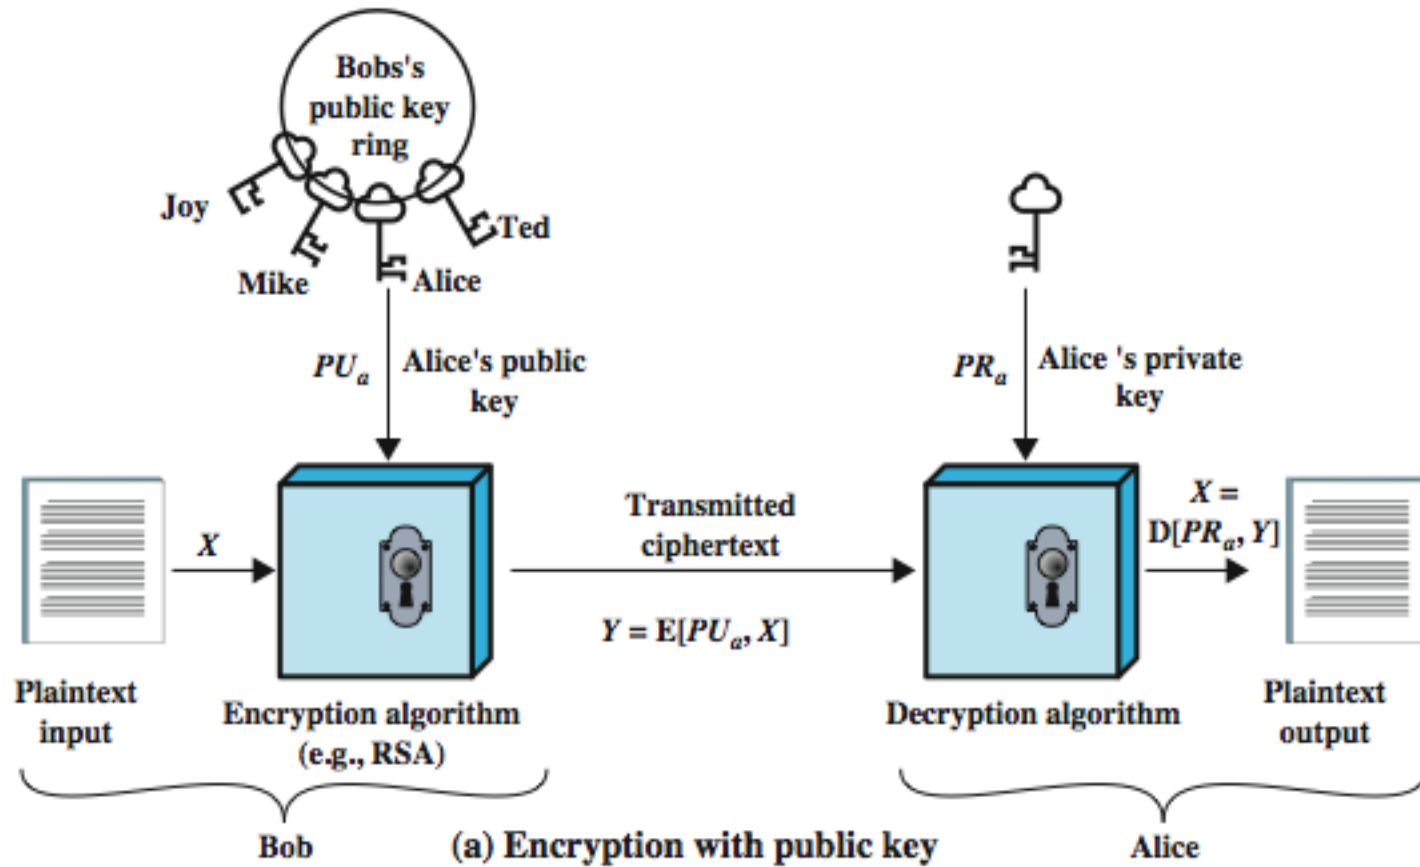 Bobs's
public key
ring
Joy
Ted
Mike
Alice
PUa
Alice's public
key
PRa
Alice 's private
key
X
Transmitted
ciphertext
X =
D[PRa, Y]
Y = E[PUa, X]
Plaintext
input
Encryption algorithm
(e.g., RSA)
Decryption algorithm
Plaintext
output
Bob
(a) Encryption with public key
Alice